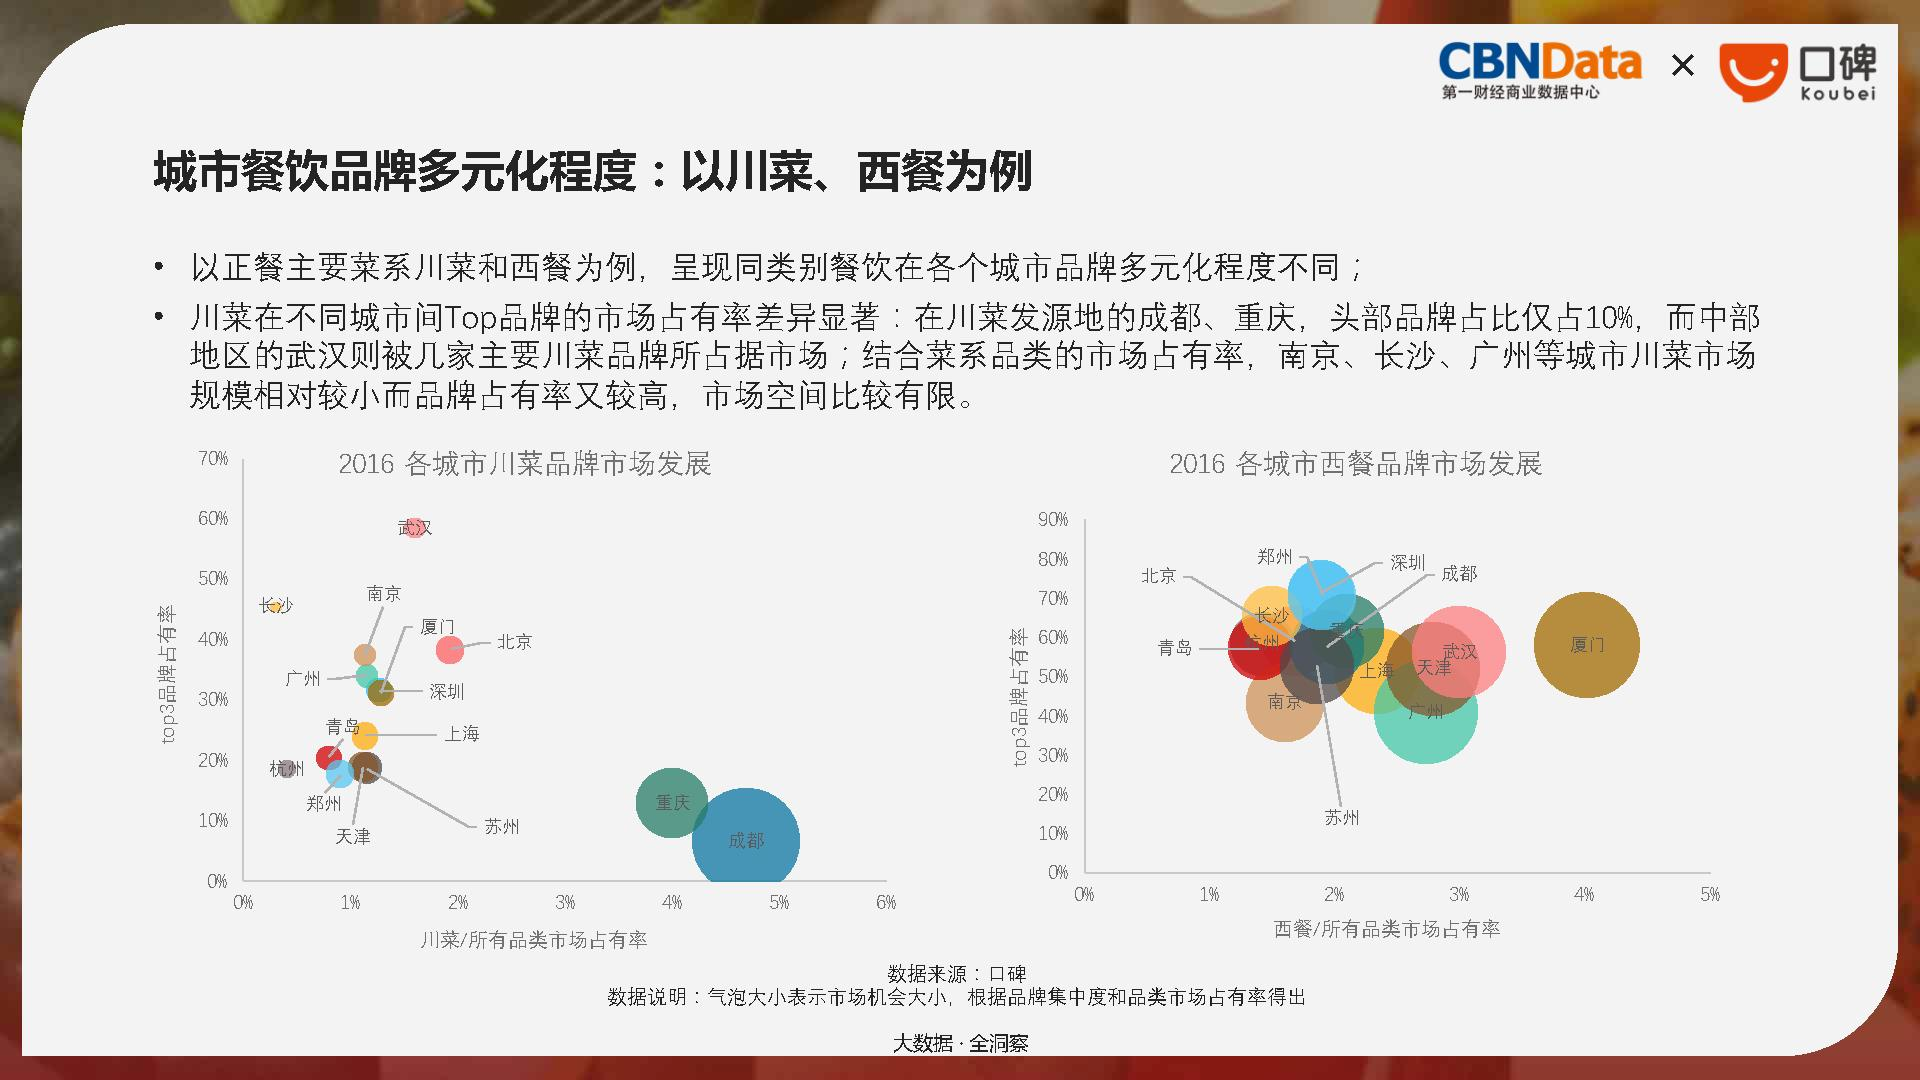 CBNData
第一财经商业数据中心
×
口碑
Koubei
城市餐饮品牌多元化程度：以川菜、西餐为例
• 以正餐主要菜系川菜和西餐为例，呈现同类别餐饮在各个城市品牌多元化程度不同；
• 川菜在不同城市间Top品牌的市场占有率差异显著：在川菜发源地的成都、重庆，头部品牌占比仅占10%，而中部
地区的武汉则被几家主要川菜品牌所占据市场；结合菜系品类的市场占有率，南京、长沙、广州等城市川菜市场
规模相对较小而品牌占有率又较高，市场空间比较有限。
2016 各城市川菜品牌市场发展
70%
60%
50%
40%
30%
20%
10%
0%
top3品牌占有率
武汉
长沙
南京
厦门
北京
广州
深圳
青岛
上海
杭州
郑州
天津
苏州
重庆
成都
0%
1%
2%
3%
4%
5%
6%
川菜/所有品类市场占有率
2016 各城市西餐品牌市场发展
90%
80%
70%
60%
50%
40%
30%
20%
10%
0%
top3品牌占有率
郑州
深圳
北京
成都
长沙
重庆
杭州
青岛
武汉
厦门
上海
天津
南京
广州
苏州
0%
1%
2%
3%
4%
5%
西餐/所有品类市场占有率
数据来源：口碑
数据说明：气泡大小表示市场机会大小，根据品牌集中度和品类市场占有率得出
大数据·全洞察